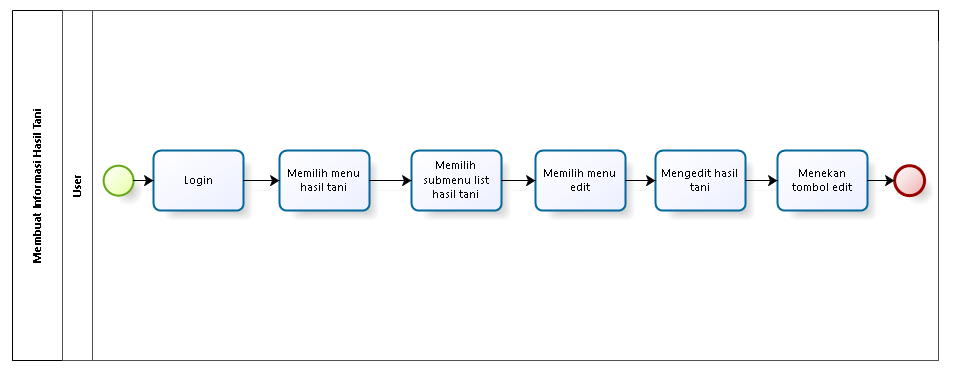 Membuat Informasi Hasil Tani
User
Login
Memilih menu
hasil tani
Memilih
submenu list
hasil tani
Memilih menu
edit
Mengedit hasil
tani
Menekan
tombol edit